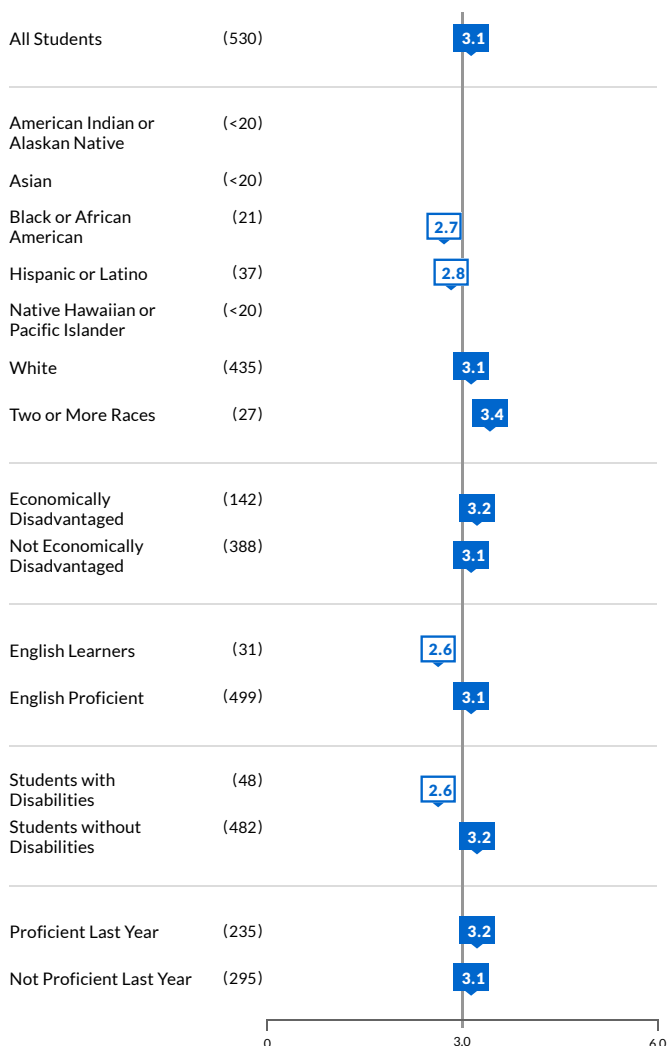 All Students (530) 3.1
American Indian or (<20)
Alaskan Native
Asian (<20)
Black or African (21) 2.7
American
Hispanic or Latino (37) 2.8
Native Hawaiian or (<20)
Pacific Islander
White (435) 3.1
Two or More Races (27) 3.4
Economically (142) 3.2
Disadvantaged
Not Economically (388) 3.1
Disadvantaged
English Learners (31) 2.6
English Proficient (499) 3.1
Students with (48) 2.6
Disabilities
Students without (482) 3.2
Disabilities
Proficient Last Year (235) 3.2
Not Proficient Last Year (295) 3.1
0 3.0 6.0